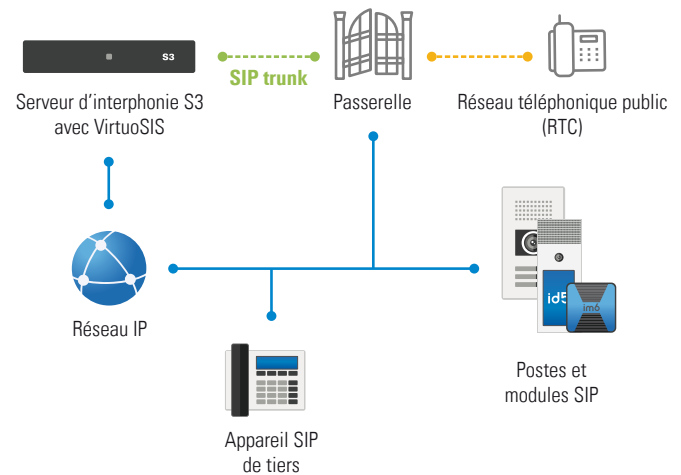 S3
SIP trunk
Serveur d'interphonie S3
avec VirtuoSIS
Passerelle
Réseau téléphonique public
(RTC)
Réseau IP
id5
im6
Postes et
modules SIP
Appareil SIP
de tiers